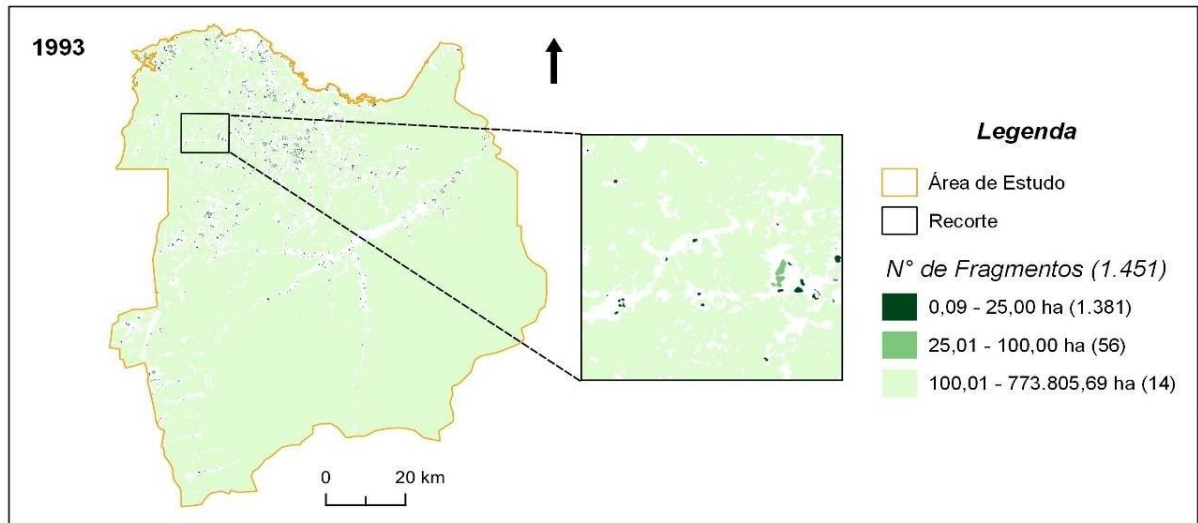 1993
Legenda
Área de Estudo
Recorte
N° de Fragmentos (1.451)
0,09 - 25,00 ha (1.381)
25,01 - 100,00 ha (56)
100,01 - 773.805,69 ha (14)
0 20 km